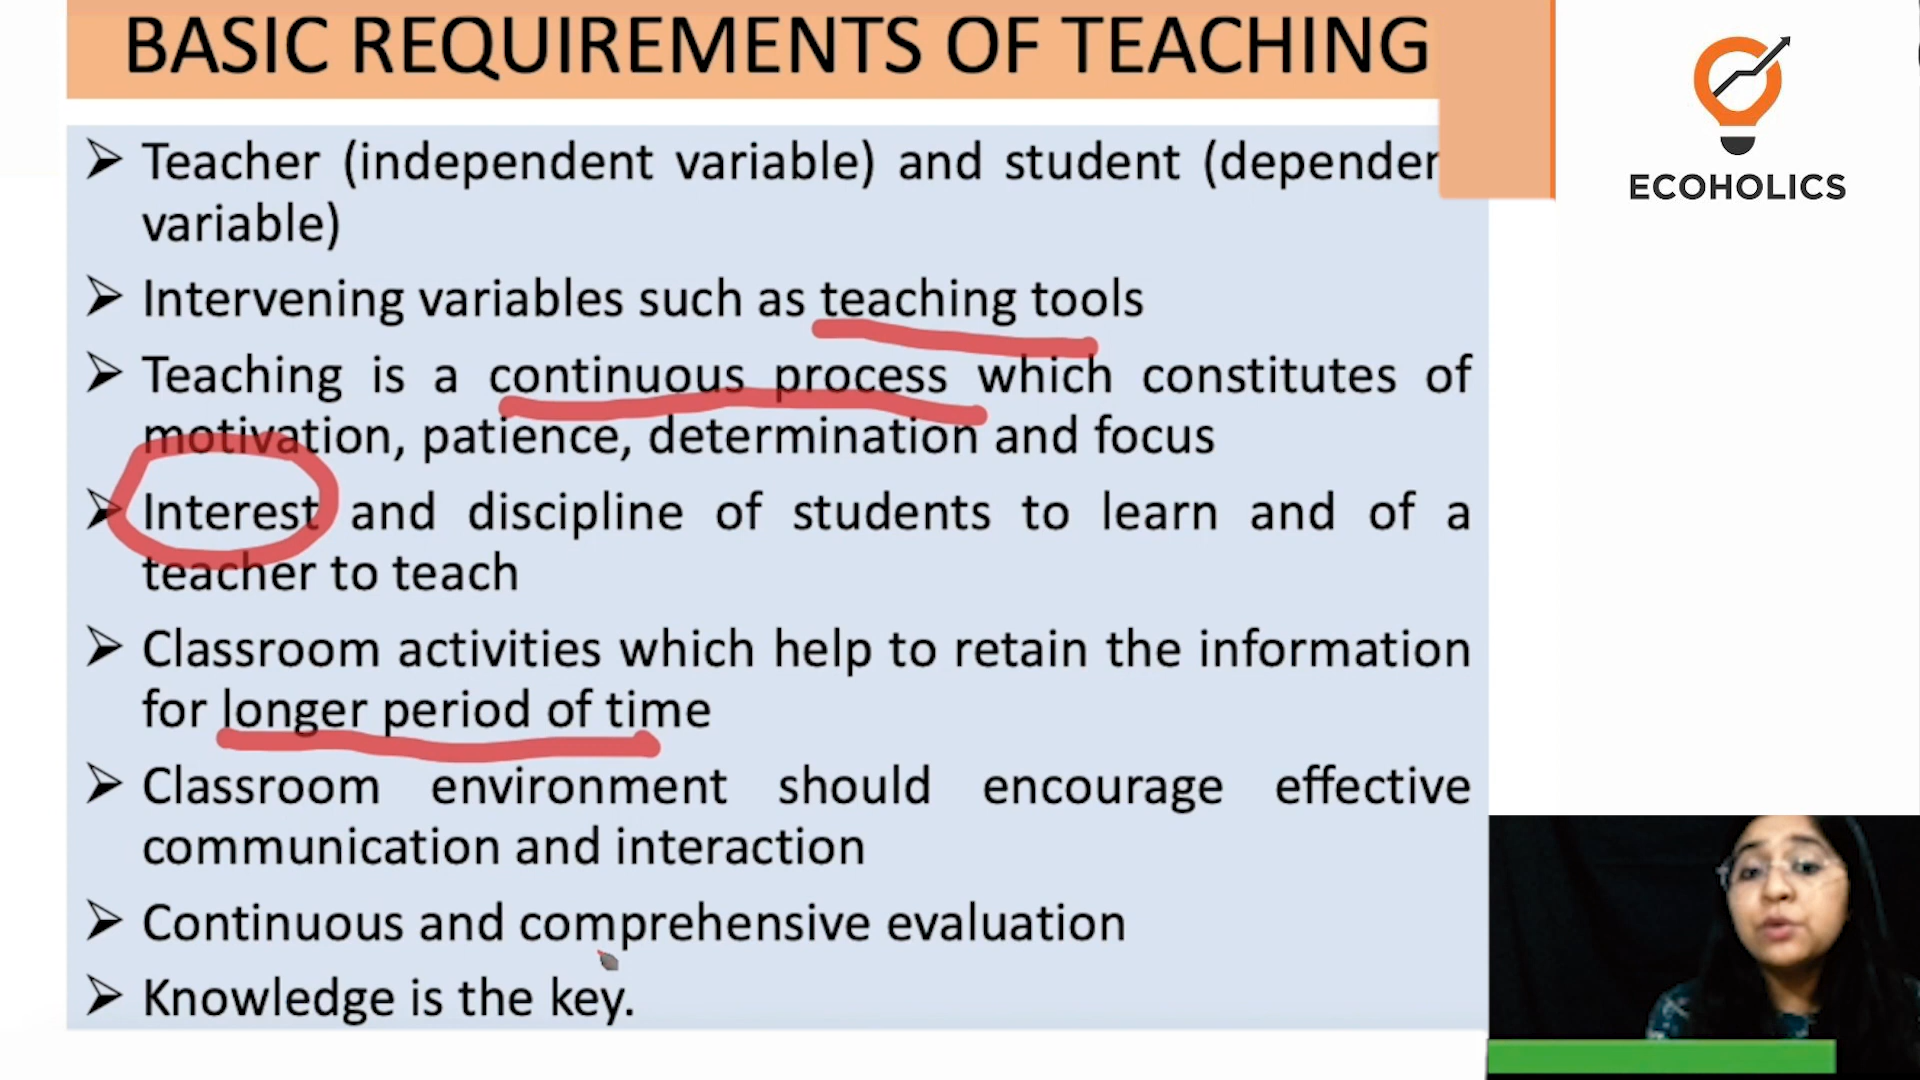 BASIC REQUIREMENTS OF TEACHING
ECOHOLICS
Teacher (independent variable) and student (depender
variable)
Intervening variables such as teaching tools
Teaching is a continuous process which constitutes of
motivation, patience, determination and focus
Interest and discipline of students to learn and of a
teacher to teach
Classroom activities which help to retain the information
for longer period of time
Classroom environment should encourage effective
communication and interaction
Continuous and comprehensive evaluation
Knowledge is the key.